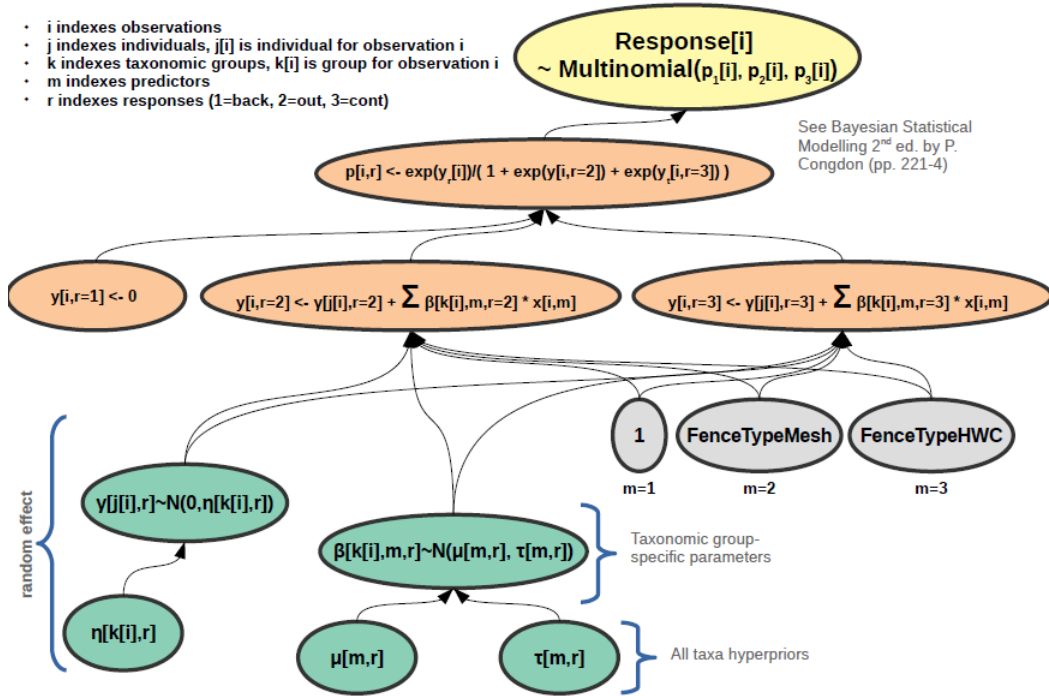 i indexes observations
j indexes individuals, j[i] is individual for observation i
k indexes taxonomic groups, k[i] is group for observation i
m indexes predictors
r indexes responses (1=back, 2=out, 3=cont)
Response[i]
~ Multinomial(p₁[i], p₂[i], p₃[i])
See Bayesian Statistical
Modelling 2ⁿᵈ ed. by P.
Congdon (pp. 221-4)
p[i,r] <- exp(yᵣ[i])/( 1 + exp(y[i,r=2]) + exp(yₜ[i,r=3]) )
y[i,r=1] <- 0
y[i,r=2] <- γ[j[i],r=2] + Σ β[k[i],m,r=2] * x[i,m]
y[i,r=3] <- γ[j[i],r=3] + Σ β[k[i],m,r=3] * x[i,m]
1
FenceTypeMesh
FenceTypeHWC
m=1
m=2
m=3
random effect
γ[j[i],r]~N(0,η[k[i],r])
β[k[i],m,r]~N(μ[m,r], τ[m,r])
Taxonomic group-
specific parameters
η[k[i],r]
μ[m,r]
τ[m,r]
All taxa hyperpriors